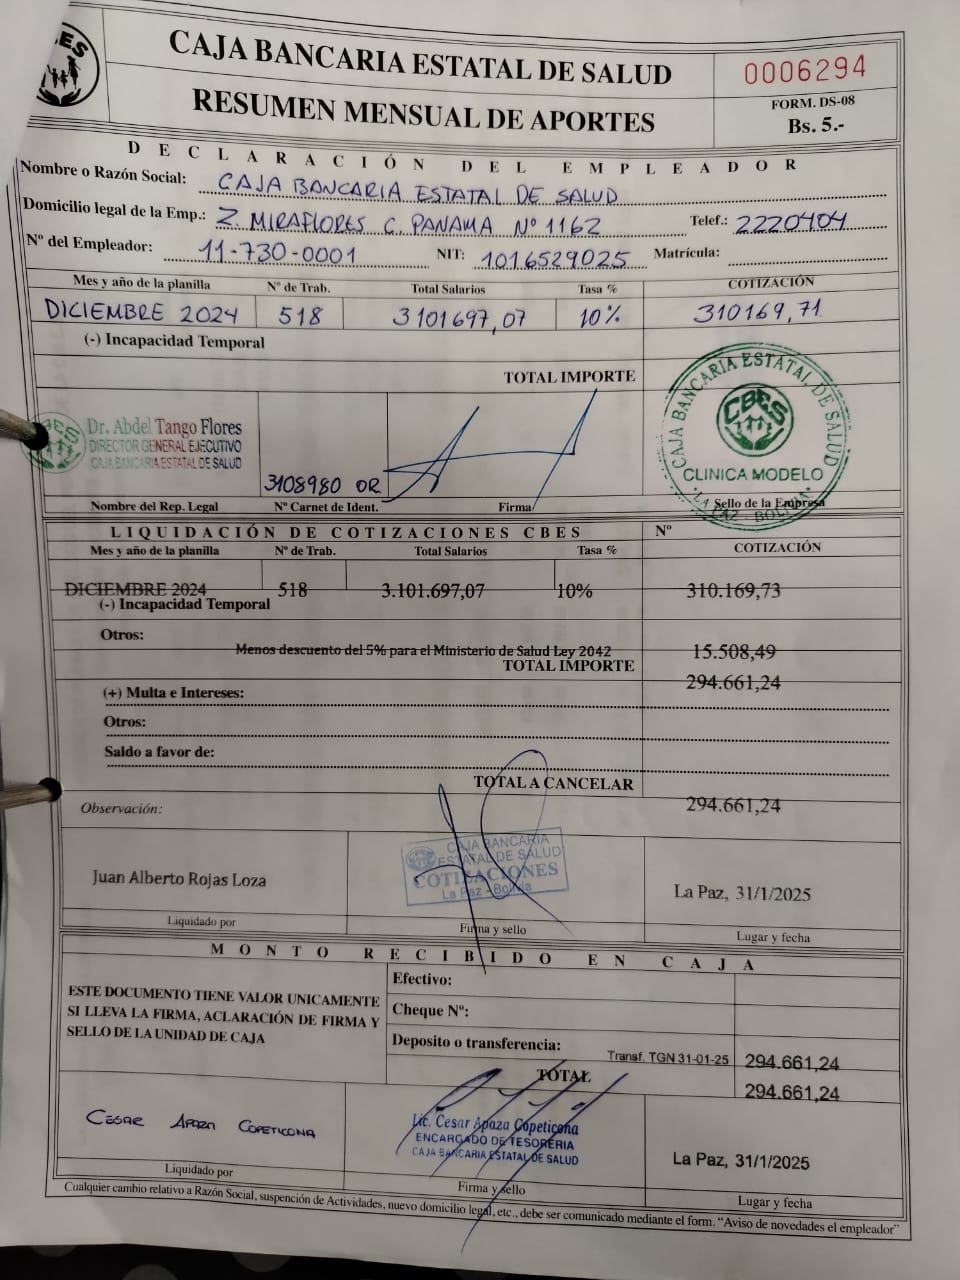 CAJA BANCARIA ESTATAL DE SALUD
RESUMEN MENSUAL DE APORTES
0006294
FORM. DS-08
Bs. 5.-
DECLARACIÓN DEL EMPLEADOR
Nombre o Razón Social: CAJA BANCARIA ESTATAL DE SALUD
Domicilio legal de la Emp.: Z. MIRAFLORES C. PANAMA Nº 1162 Telef.: 2220404
Nº del Empleador: 11-730-0001 NIT: 1016529025 Matrícula:
Mes y año de la planilla Nº de Trab. Total Salarios Tasa % COTIZACIÓN
DICIEMBRE 2024 518 3101697,07 10% 310169,71
(-) Incapacidad Temporal
TOTAL IMPORTE
Dr. Abdel Tango Flores
DIRECTOR GENERAL EJECUTIVO
CAJA BANCARIA ESTATAL DE SALUD
3108980 OR
CAJA BANCARIA ESTATAL DE SALUD
CBES
CLINICA MODELO
LA PAZ - BOLIVIA
Nombre del Rep. Legal Nº Carnet de Ident. Firma Sello de la Empresa
LIQUIDACIÓN DE COTIZACIONES CBES Nº
Mes y año de la planilla Nº de Trab. Total Salarios Tasa % COTIZACIÓN
DICIEMBRE 2024 518 3.101.697,07 10% 310.169,73
(-) Incapacidad Temporal
Otros:
Menos descuento del 5% para el Ministerio de Salud Ley 2042 15.508,49
TOTAL IMPORTE 294.661,24
(+) Multa e Intereses:
Otros:
Saldo a favor de:
TOTAL A CANCELAR 294.661,24
Observación:
CAJA BANCARIA
ESTATAL DE SALUD
COTIZACIONES
La Paz - Bolivia
Juan Alberto Rojas Loza La Paz, 31/1/2025
Liquidado por Firma y sello Lugar y fecha
MONTO RECIBIDO EN CAJA
ESTE DOCUMENTO TIENE VALOR UNICAMENTE
SI LLEVA LA FIRMA, ACLARACIÓN DE FIRMA Y
SELLO DE LA UNIDAD DE CAJA
Efectivo:
Cheque Nº:
Deposito o transferencia: Transf. TGN 31-01-25 294.661,24
TOTAL 294.661,24
CESAR APAZA COPETICONA
Lic. Cesar Apaza Copeticona
ENCARGADO DE TESORERIA
CAJA BANCARIA ESTATAL DE SALUD
La Paz, 31/1/2025
Liquidado por Firma y sello Lugar y fecha
Cualquier cambio relativo a Razón Social, suspención de Actividades, nuevo domicilio legal, etc., debe ser comunicado mediante el form. “Aviso de novedades el empleador”